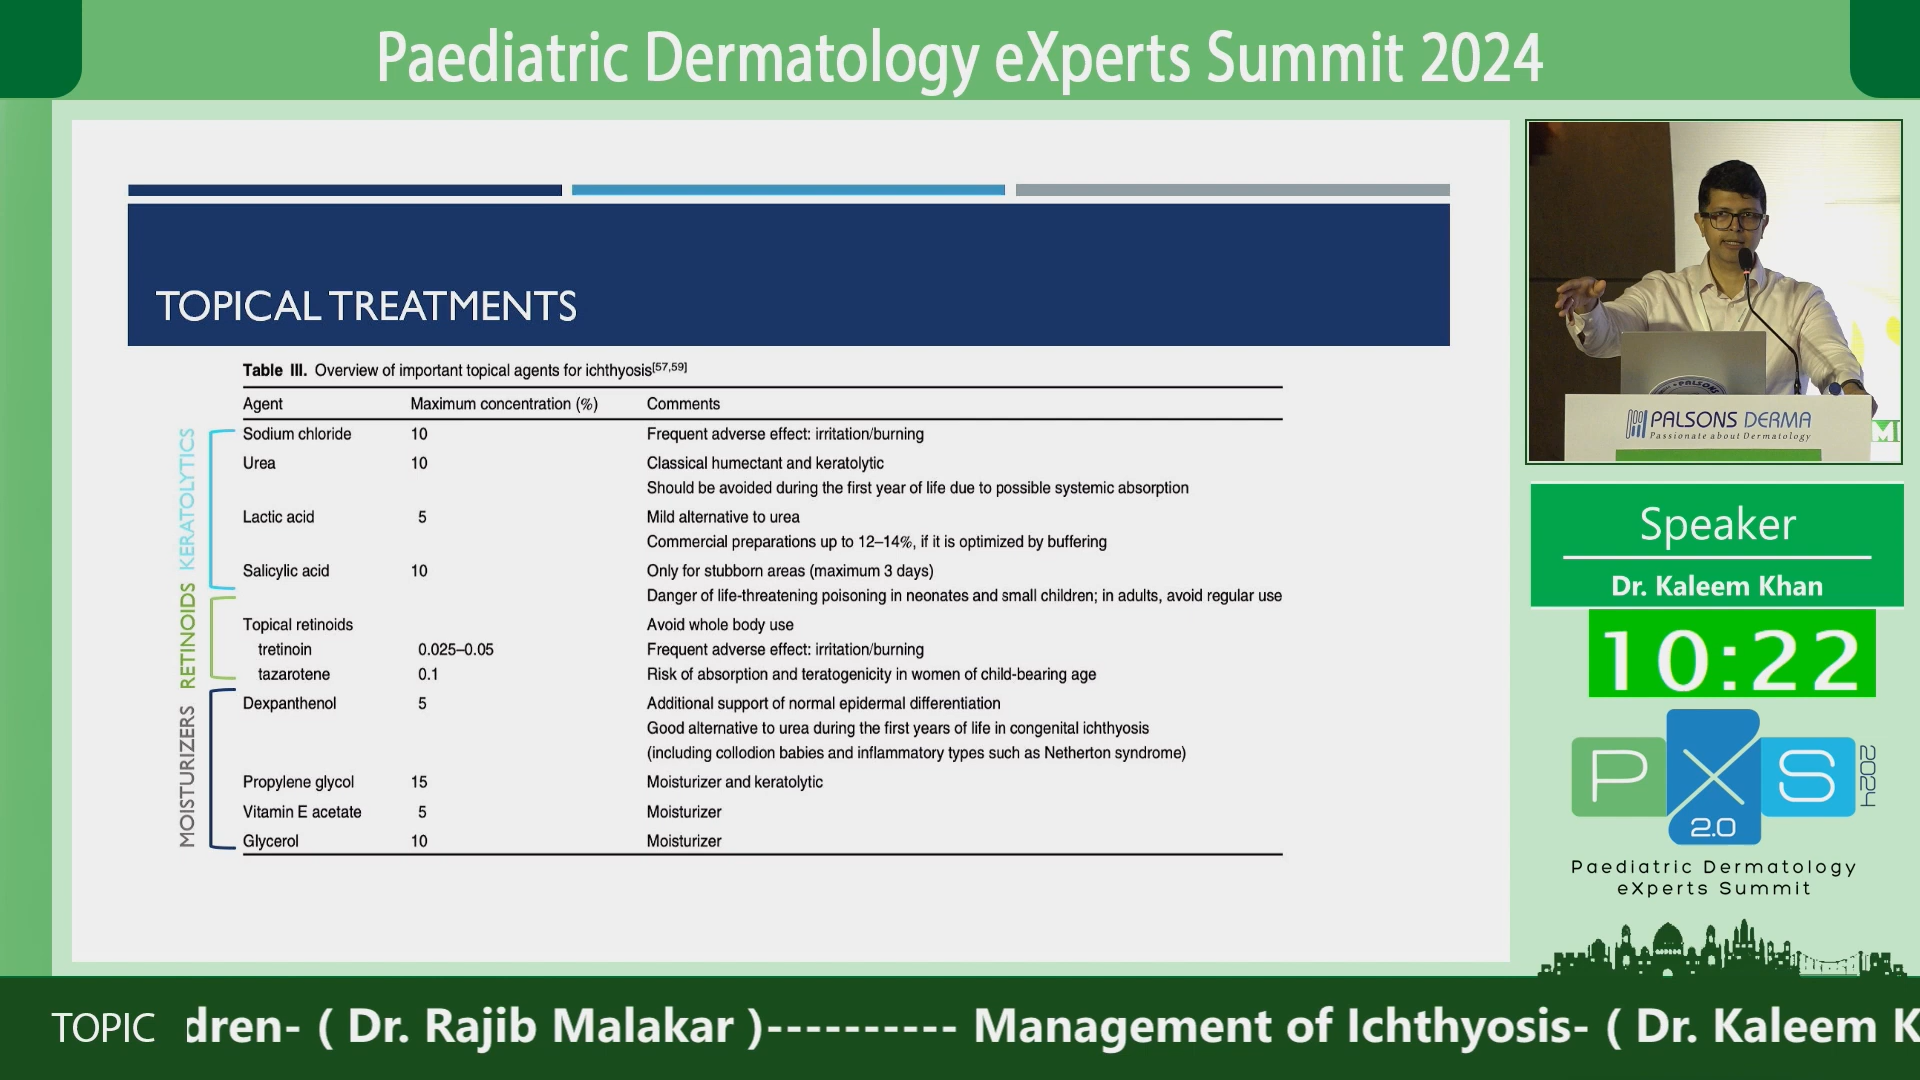 Paediatric Dermatology eXperts Summit 2024
TOPICAL TREATMENTS
Table III. Overview of important topical agents for ichthyosis[57,59]
Agent Maximum concentration (%) Comments
KERATOLYTICS
Sodium chloride 10 Frequent adverse effect: irritation/burning
Urea 10 Classical humectant and keratolytic
Should be avoided during the first year of life due to possible systemic absorption
Lactic acid 5 Mild alternative to urea
Commercial preparations up to 12–14%, if it is optimized by buffering
Salicylic acid 10 Only for stubborn areas (maximum 3 days)
Danger of life-threatening poisoning in neonates and small children; in adults, avoid regular use
RETINOIDS
Topical retinoids Avoid whole body use
tretinoin 0.025–0.05 Frequent adverse effect: irritation/burning
tazarotene 0.1 Risk of absorption and teratogenicity in women of child-bearing age
MOISTURIZERS
Dexpanthenol 5 Additional support of normal epidermal differentiation
Good alternative to urea during the first years of life in congenital ichthyosis
(including collodion babies and inflammatory types such as Netherton syndrome)
Propylene glycol 15 Moisturizer and keratolytic
Vitamin E acetate 5 Moisturizer
Glycerol 10 Moisturizer
PALSONS
PALSONS DERMA
Passionate about Dermatology
M
Speaker
Dr. Kaleem Khan
10:22
PXS 2024
2.0
Paediatric Dermatology
eXperts Summit
TOPIC dren- ( Dr. Rajib Malakar )---------- Management of Ichthyosis- ( Dr. Kaleem K